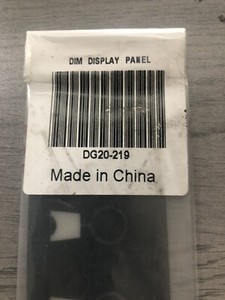 DIM DISPLAY PANEL
DG20-219
Made in China